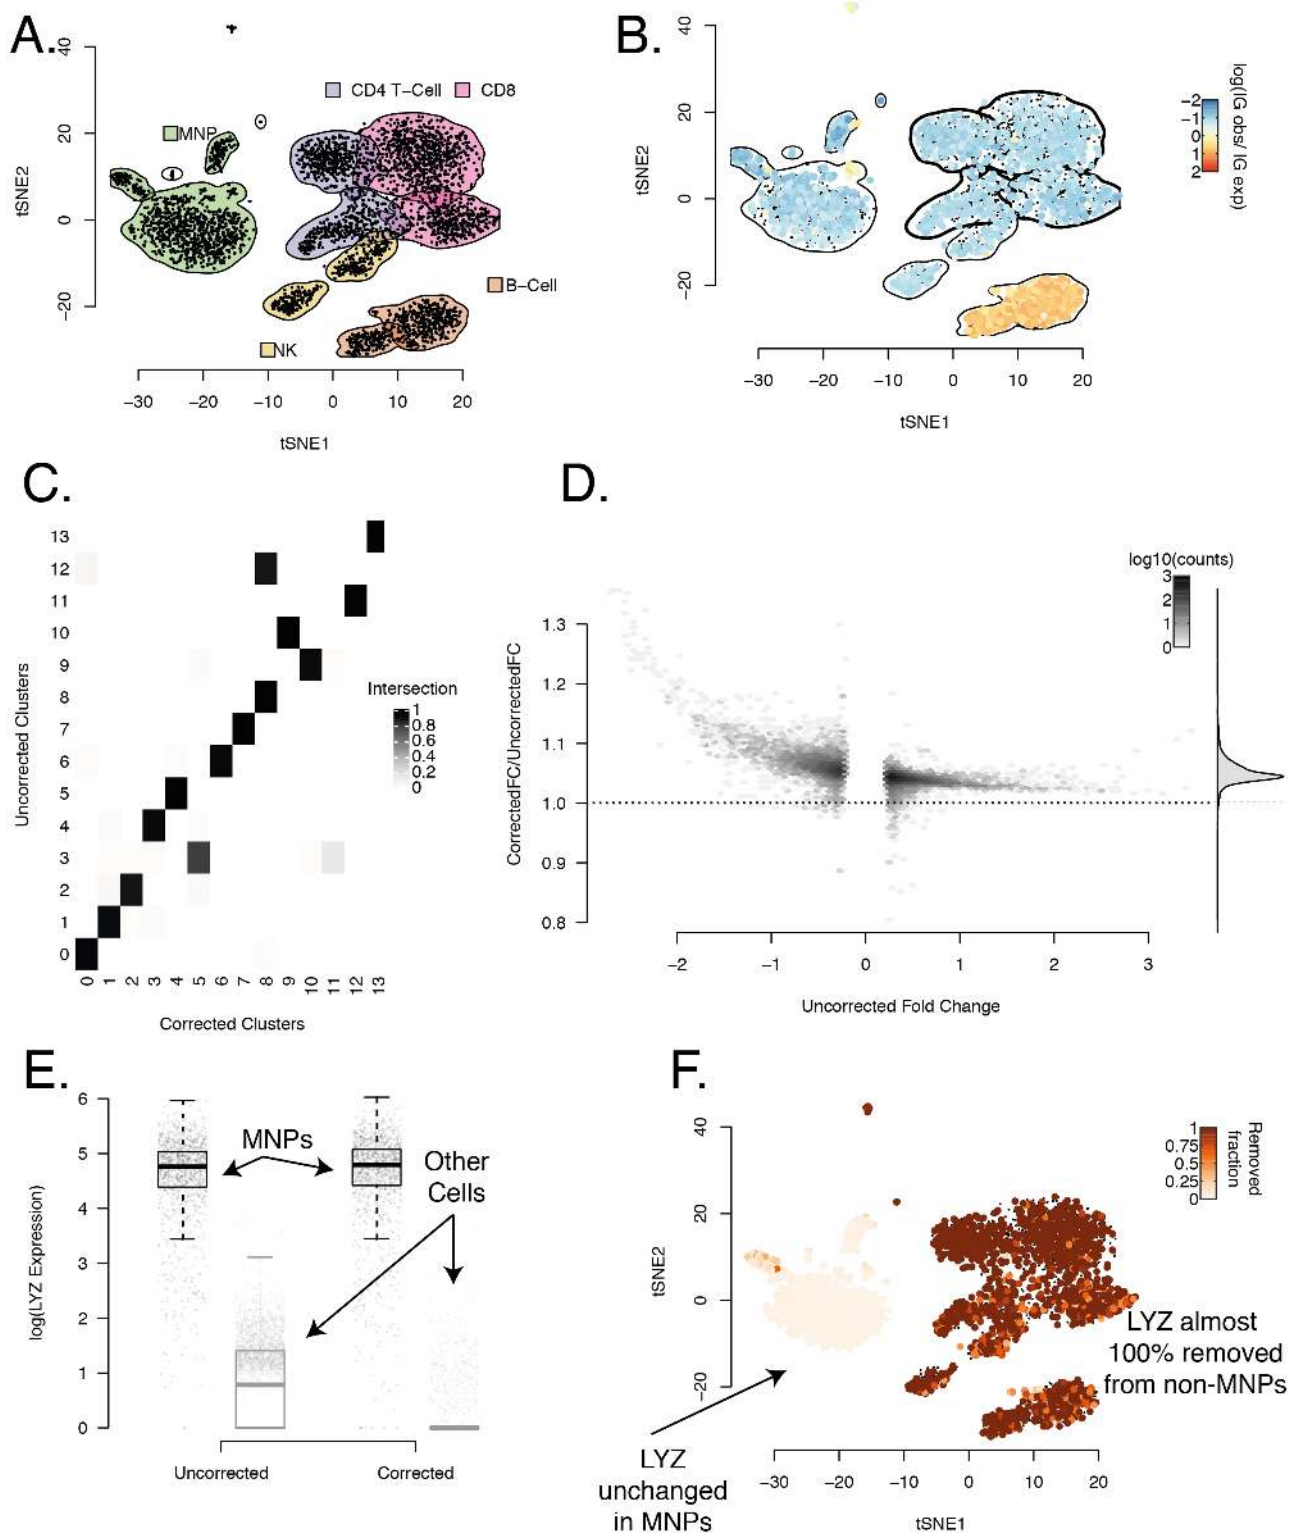 A.
40
20
0
−20
tSNE2
CD4 T−Cell
CD8
MNP
B−Cell
NK
−30 −20 −10 0 10 20
tSNE1
B.
40
20
0
−20
tSNE2
−2
−1
0
1
2
log(IG obs/ IG exp)
−30 −20 −10 0 10 20
tSNE1
C.
13
12
11
10
9
8
7
6
5
4
3
2
1
0
Uncorrected Clusters
Intersection
1
0.8
0.6
0.4
0.2
0
0 1 2 3 4 5 6 7 8 9 10 11 12 13
Corrected Clusters
D.
log10(counts)
3
2
1
0
1.3
1.2
1.1
1.0
0.9
0.8
CorrectedFC/UncorrectedFC
−2 −1 0 1 2 3
Uncorrected Fold Change
E.
6
5
4
3
2
1
0
log(LYZ Expression)
MNPs
Other
Cells
Uncorrected Corrected
F.
40
20
0
−20
tSNE2
1
0.75
0.5
0.25
0
Removed
fraction
LYZ almost
100% removed
from non-MNPs
LYZ
unchanged
in MNPs
−30 −20 −10 0 10 20
tSNE1